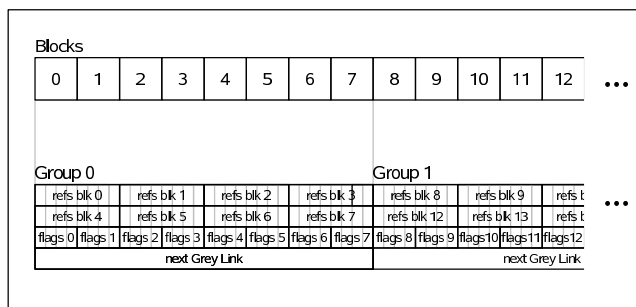 Blocks
0 1 2 3 4 5 6 7 8 9 10 11 12 ...
Group 0 Group 1
refs blk 0 refs blk 1 refs blk 2 refs blk 3 refs blk 8 refs blk 9 refs b
refs blk 4 refs blk 5 refs blk 6 refs blk 7 refs blk 12 refs blk 13 refs b ...
flags 0 flags 1 flags 2 flags 3 flags 4 flags 5 flags 6 flags 7 flags 8 flags 9 flags10 flags11 flags12
next Grey Link next Grey Link